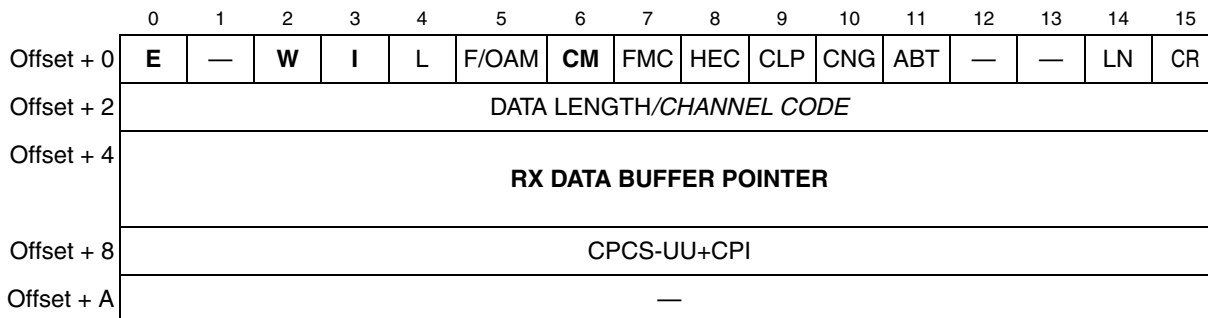 0 1 2 3 4 5 6 7 8 9 10 11 12 13 14 15
Offset + 0 E — W I L F/OAM CM FMC HEC CLP CNG ABT — — LN CR
Offset + 2 DATA LENGTH/CHANNEL CODE
Offset + 4 RX DATA BUFFER POINTER
Offset + 8 CPCS-UU+CPI
Offset + A —